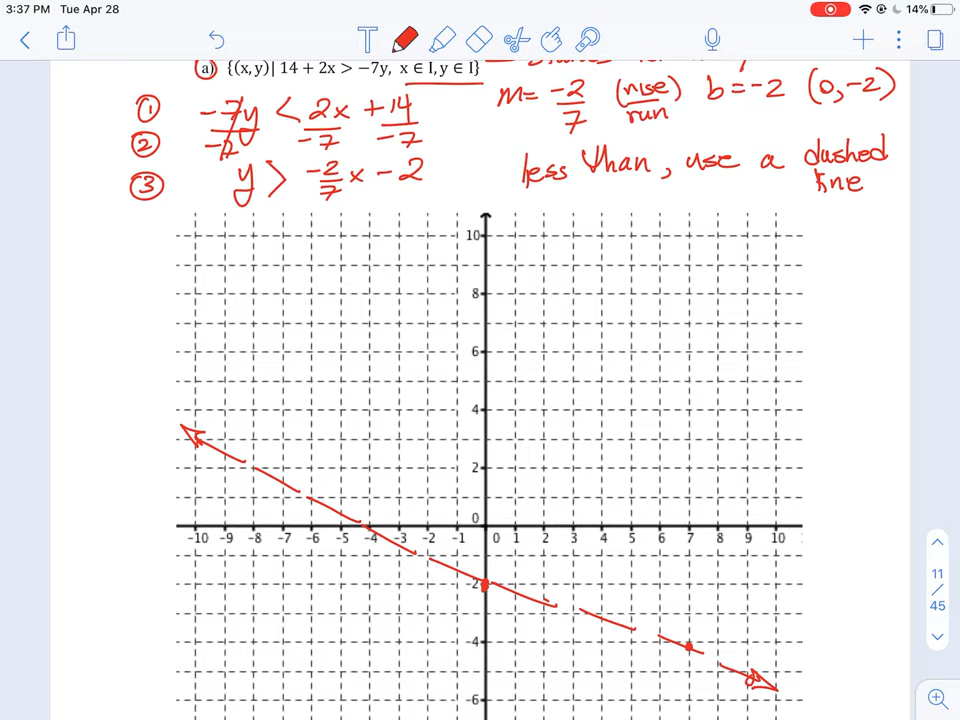 3:37 PM Tue Apr 28
14%
T
(a) {(x,y)| 14 + 2x > −7y, x ∈ I, y ∈ I}
m = -2/7 (rise/run) b = -2 (0, -2)
① -7y < 2x + 14
② -7 -7 -7
③ y > -2/7 x - 2
less than, use a dashed
line
10
8
6
4
2
0
-10 -9 -8 -7 -6 -5 -4 -3 -2 -1 0 1 2 3 4 5 6 7 8 9 10
-2
-4
-6
11
/
45